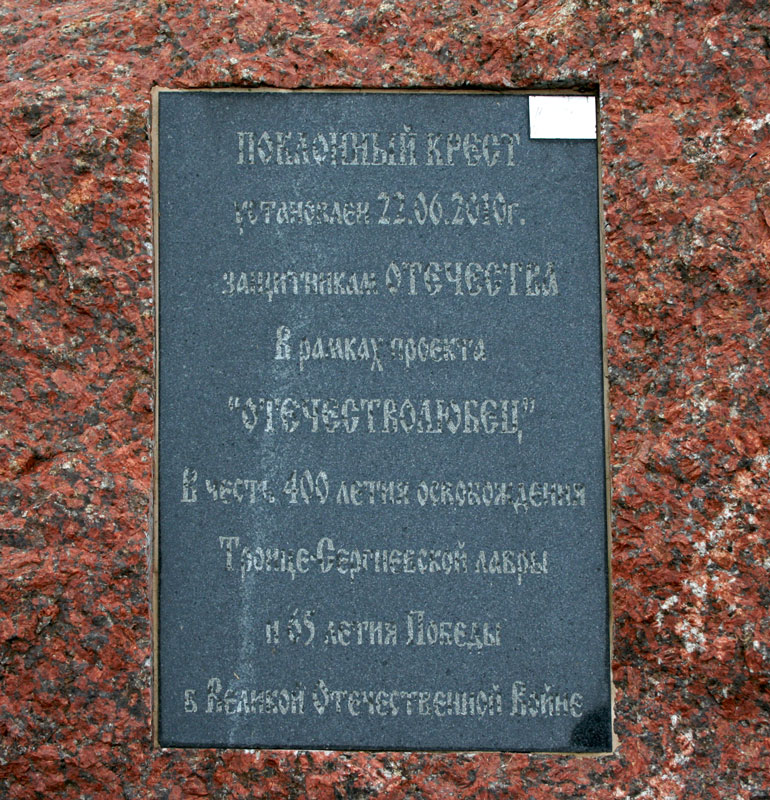 ПОКЛОННЫЙ КРЕСТ
установлен 22.06.2010г.
защитникам ОТЕЧЕСТВА
В рамках проекта
"ОТЕЧЕСТВОЛЮБЕЦ"
В честь 400 летия освобождения
Троице-Сергиевской лавры
и 65 летия Победы
в Великой Отечественной Войне